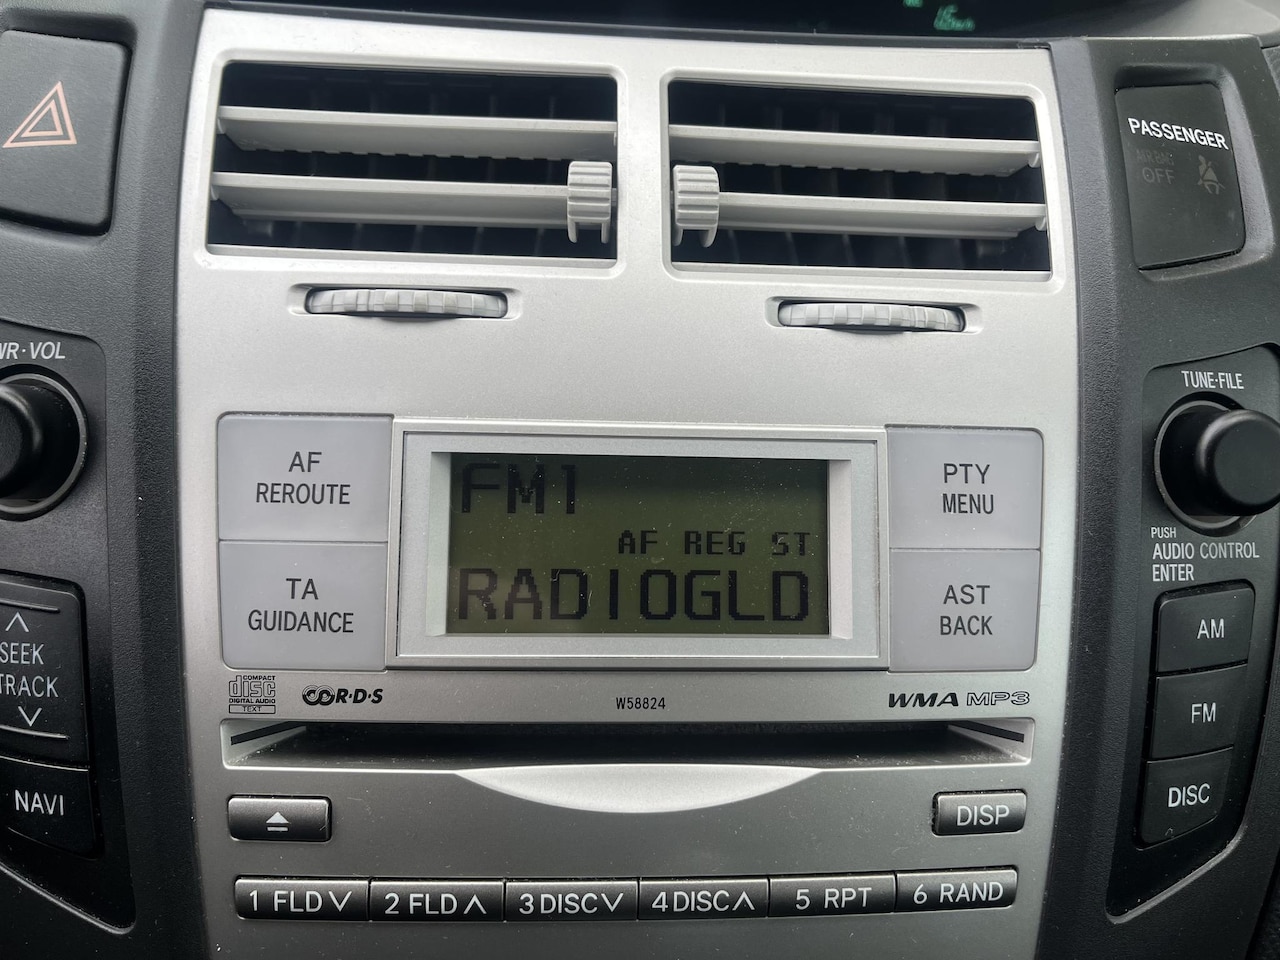 PASSENGER
AIR BAG
OFF
WR·VOL
TUNE·FILE
AF
REROUTE
FM1
AF REG ST
RADIOGLD
PTY
MENU
TA
GUIDANCE
AST
BACK
PUSH
AUDIO CONTROL
ENTER
SEEK
TRACK
NAVI
COMPACT
disc
DIGITAL AUDIO
TEXT
R·D·S
W58824
WMA MP3
AM
FM
DISC
DISP
1 FLD ∨
2 FLD ∧
3 DISC ∨
4 DISC ∧
5 RPT
6 RAND